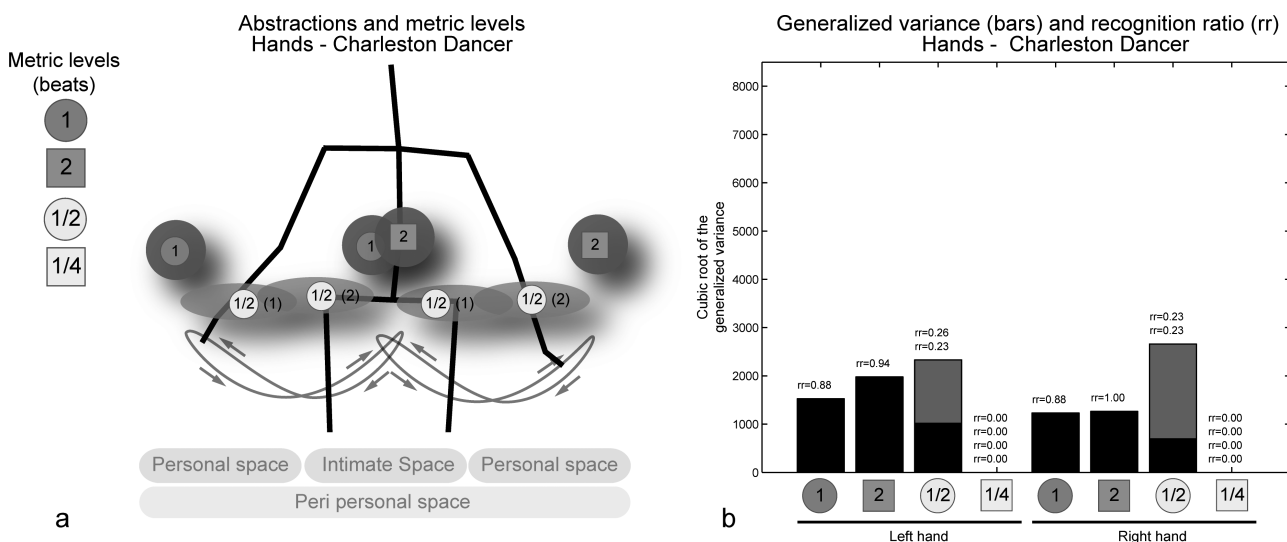 Abstractions and metric levels
Hands - Charleston Dancer
Metric levels
(beats)
1
2
1/2
1/4
1
1
2
2
1/2 (1)
1/2 (2)
1/2 (1)
1/2 (2)
Personal space
Intimate Space
Personal space
Peri personal space
a
Generalized variance (bars) and recognition ratio (rr)
Hands - Charleston Dancer
Cubic root of the
generalized variance
8000
7000
6000
5000
4000
3000
2000
1000
0
rr=0.88
rr=0.94
rr=0.26
rr=0.23
rr=0.00
rr=0.00
rr=0.00
rr=0.00
rr=0.88
rr=1.00
rr=0.23
rr=0.23
rr=0.00
rr=0.00
rr=0.00
rr=0.00
1
2
1/2
1/4
1
2
1/2
1/4
Left hand
Right hand
b